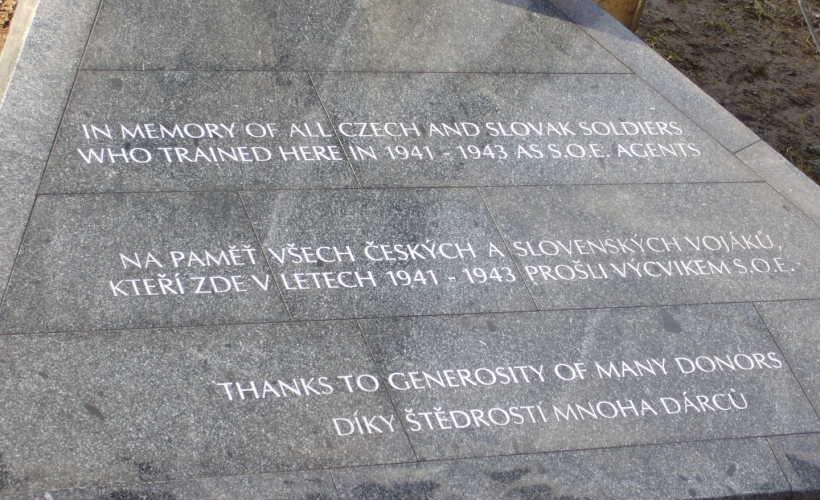 IN MEMORY OF ALL CZECH AND SLOVAK SOLDIERS
WHO TRAINED HERE IN 1941 - 1943 AS S.O.E. AGENTS
NA PAMĚŤ VŠECH ČESKÝCH A SLOVENSKÝCH VOJÁKŮ,
KTEŘÍ ZDE V LETECH 1941 - 1943 PROŠLI VÝCVIKEM S.O.E.
THANKS TO GENEROSITY OF MANY DONORS
DÍKY ŠTĚDROSTI MNOHA DÁRCŮ